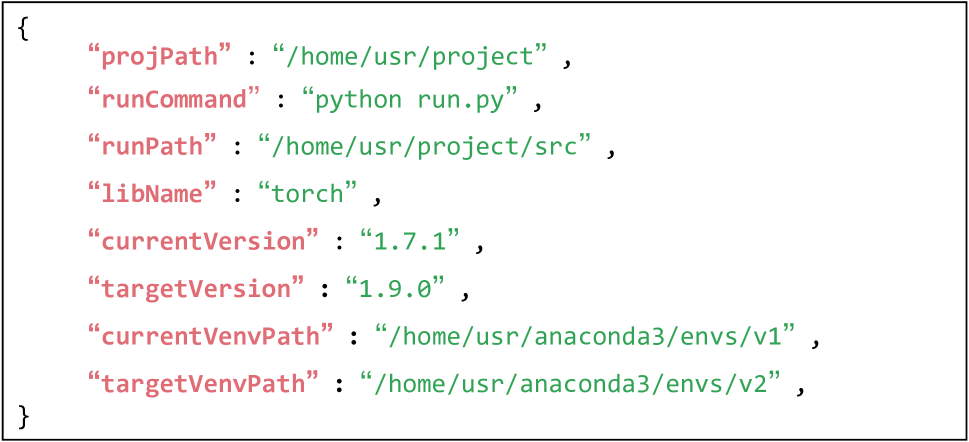 {
“projPath” : “/home/usr/project” ,
“runCommand” : “python run.py” ,
“runPath” : “/home/usr/project/src” ,
“libName” : “torch” ,
“currentVersion” : “1.7.1” ,
“targetVersion” : “1.9.0” ,
“currentVenvPath” : “/home/usr/anaconda3/envs/v1” ,
“targetVenvPath” : “/home/usr/anaconda3/envs/v2” ,
}